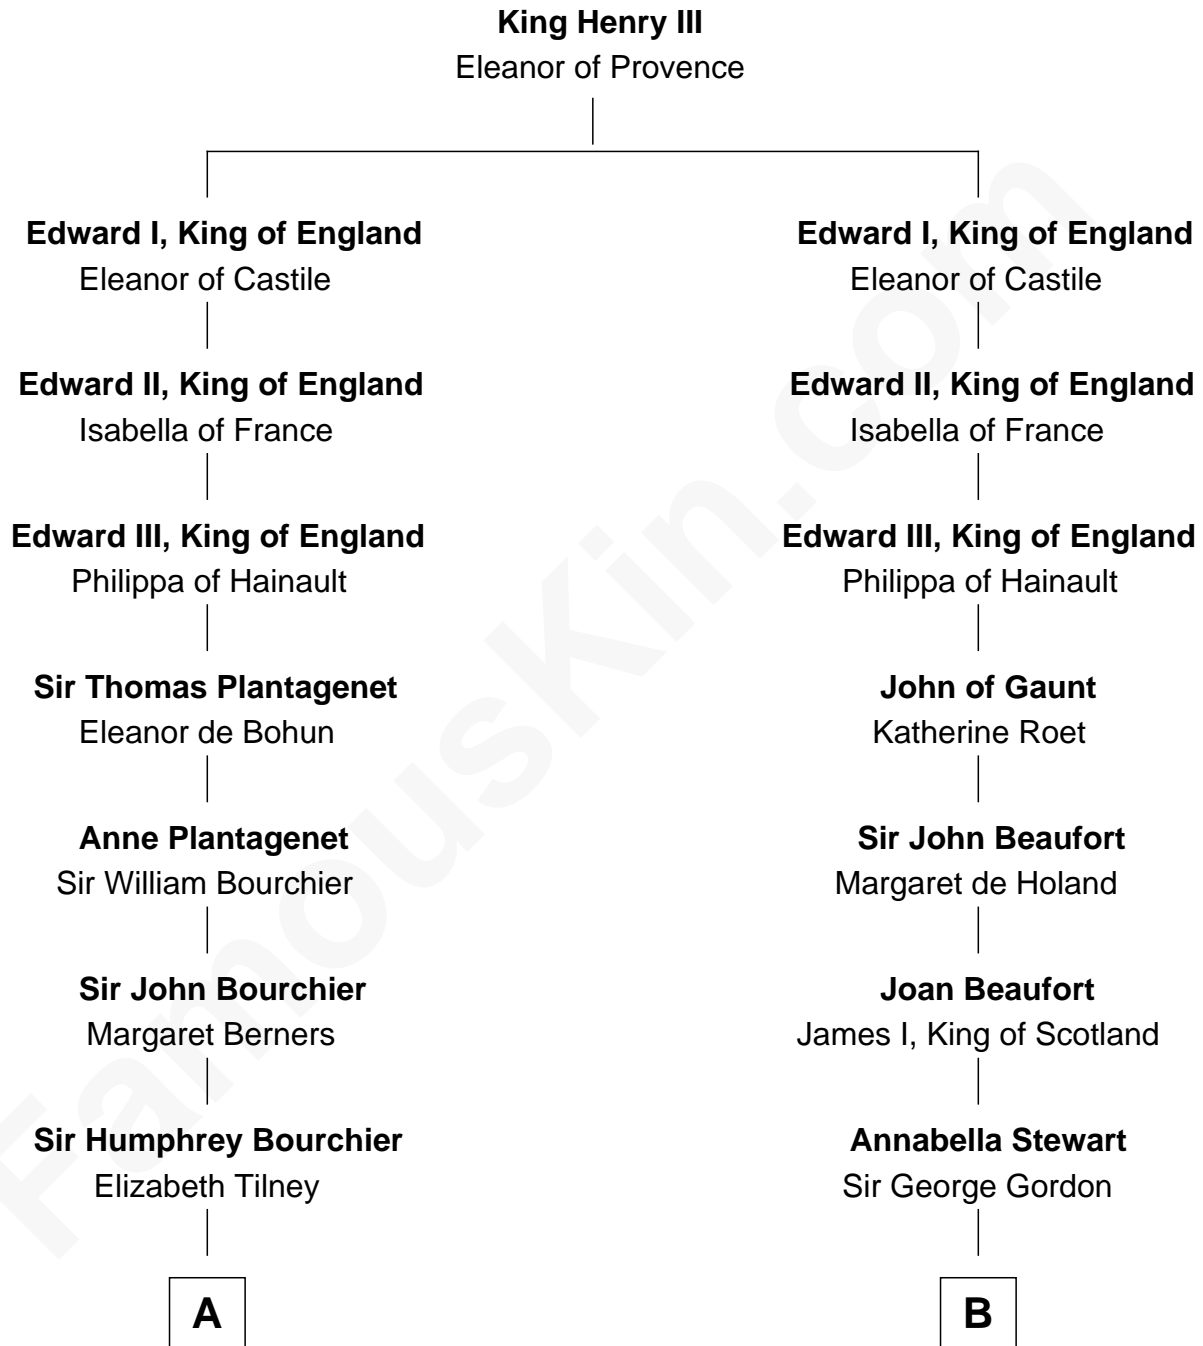 King Henry III
Eleanor of Provence
Edward I, King of England
Eleanor of Castile
Edward I, King of England
Eleanor of Castile
Edward II, King of England
Isabella of France
Edward II, King of England
Isabella of France
Edward III, King of England
Philippa of Hainault
Edward III, King of England
Philippa of Hainault
Sir Thomas Plantagenet
Eleanor de Bohun
John of Gaunt
Katherine Roet
Anne Plantagenet
Sir William Bourchier
Sir John Beaufort
Margaret de Holand
Sir John Bourchier
Margaret Berners
Joan Beaufort
James I, King of Scotland
Sir Humphrey Bourchier
Elizabeth Tilney
Annabella Stewart
Sir George Gordon
A
B
FamousKin.com